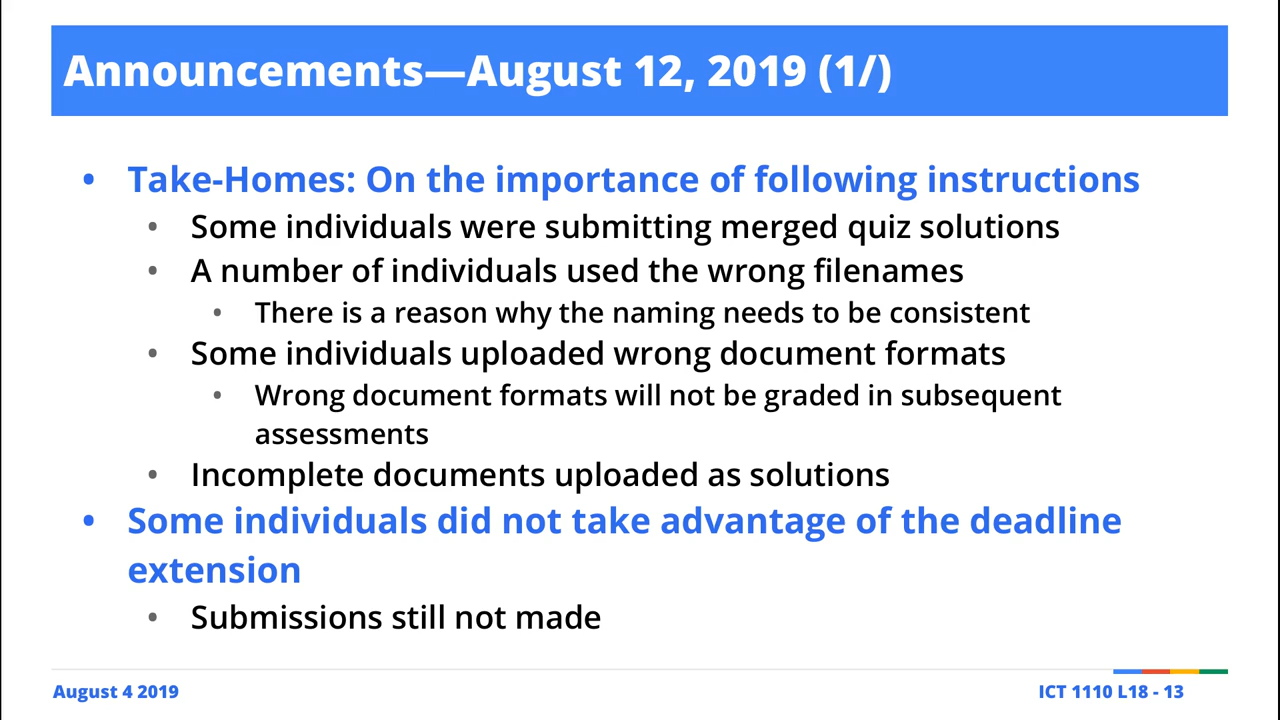 Announcements—August 12, 2019 (1/)
• Take-Homes: On the importance of following instructions
• Some individuals were submitting merged quiz solutions
• A number of individuals used the wrong filenames
• There is a reason why the naming needs to be consistent
• Some individuals uploaded wrong document formats
• Wrong document formats will not be graded in subsequent
assessments
• Incomplete documents uploaded as solutions
• Some individuals did not take advantage of the deadline
extension
• Submissions still not made
August 4 2019
ICT 1110 L18 - 13